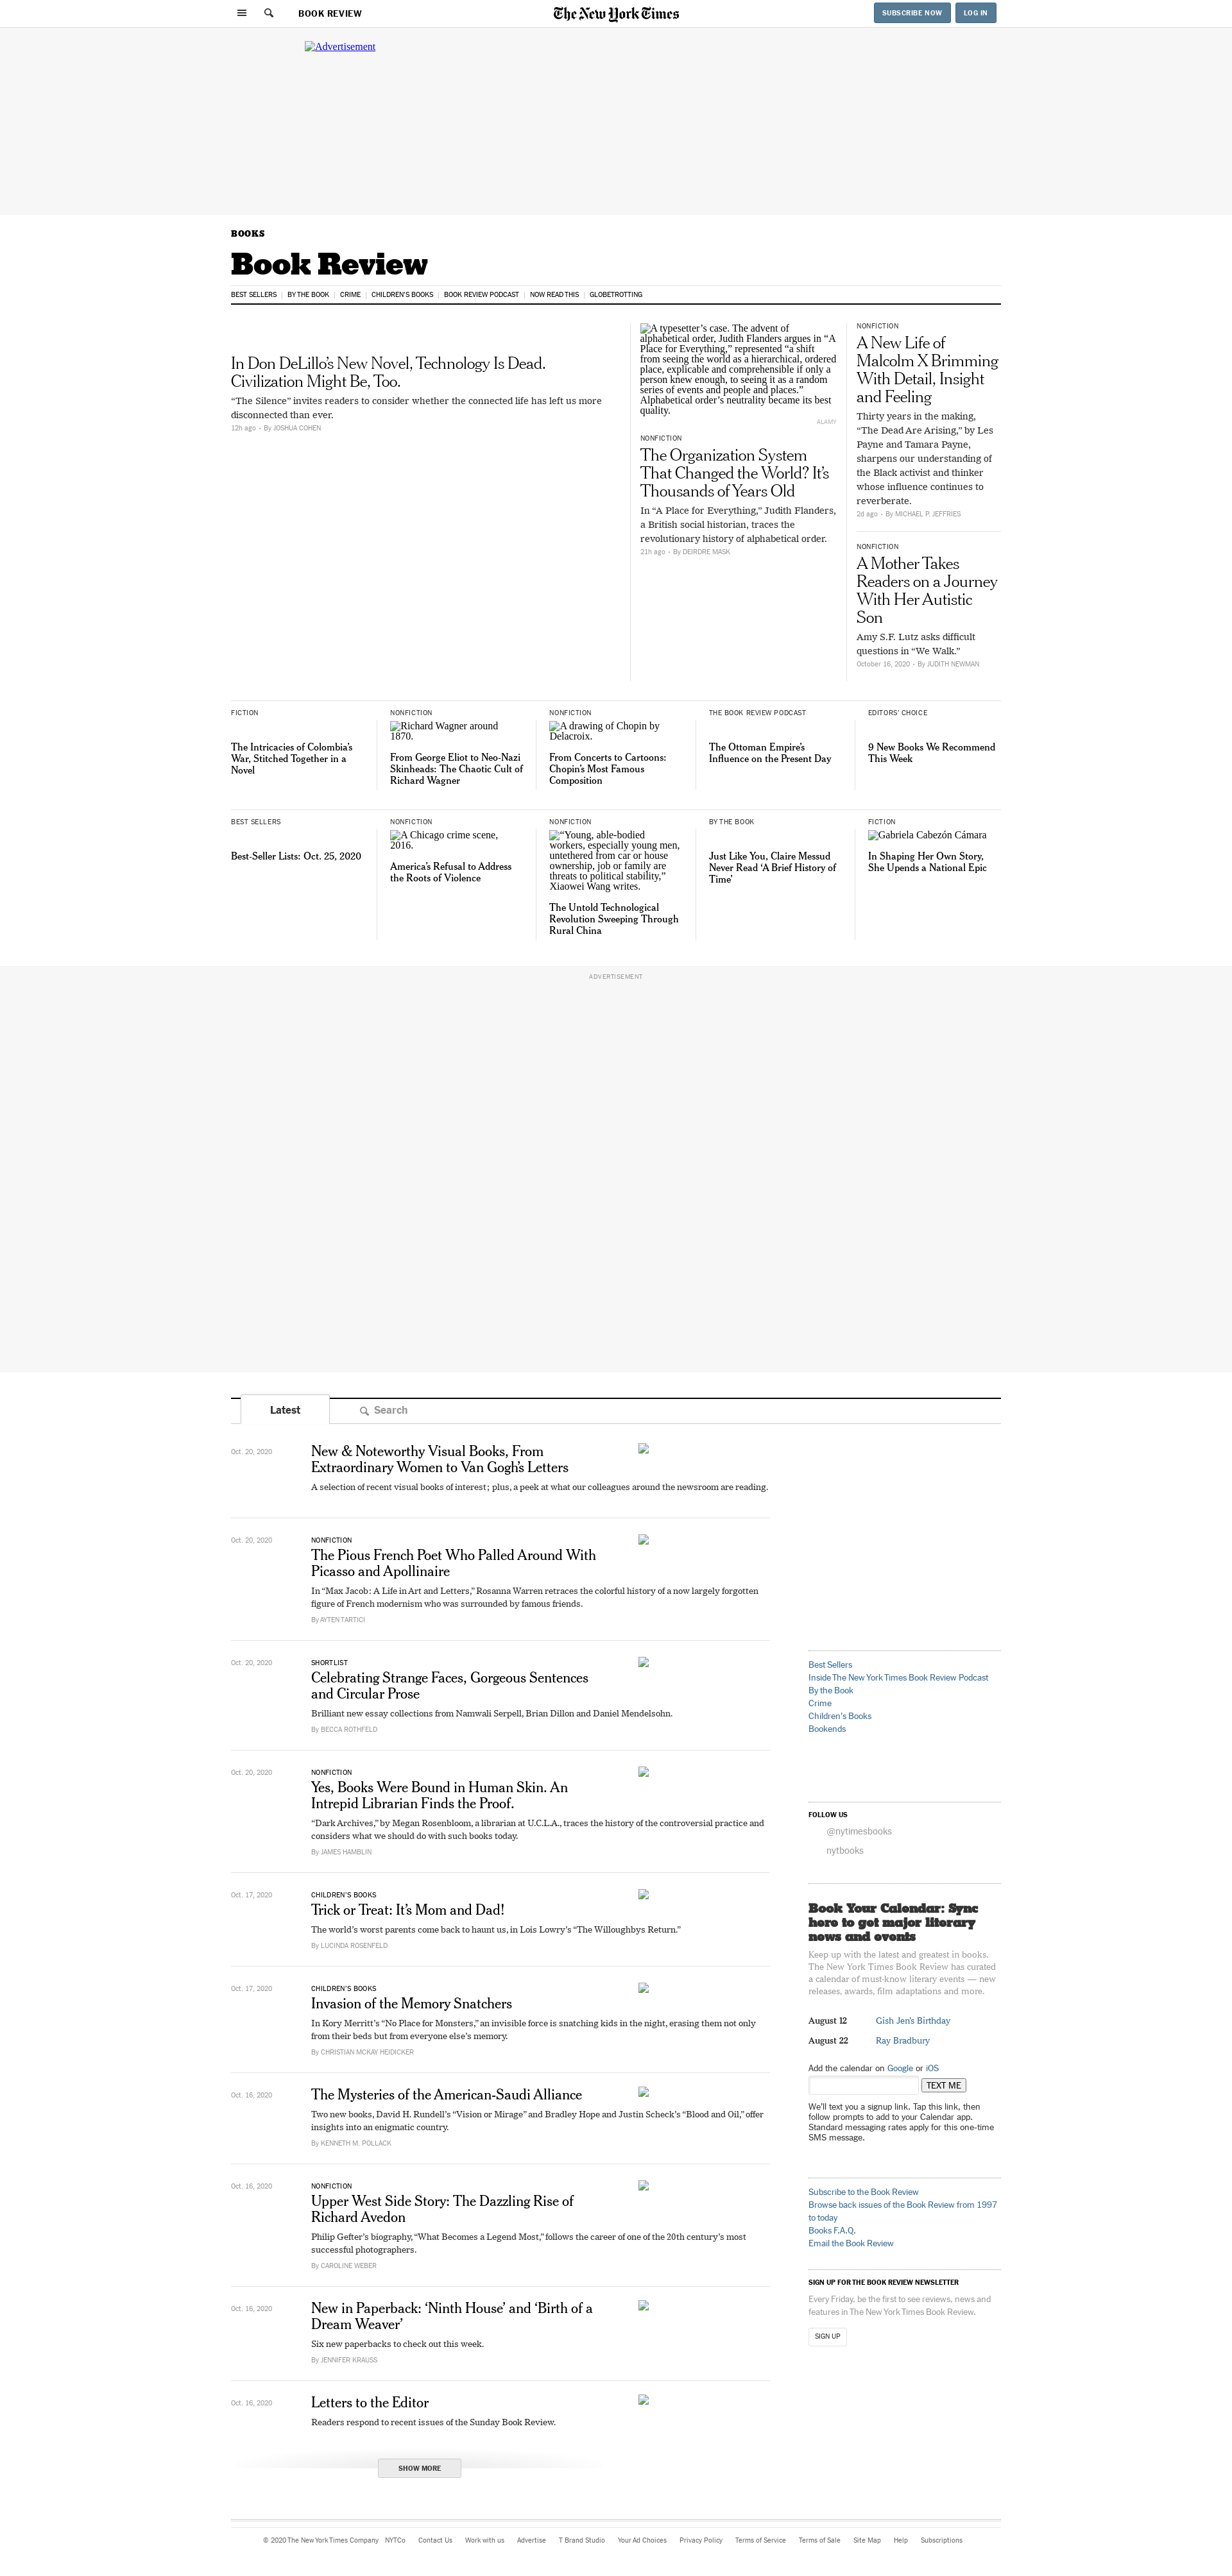 BOOK REVIEW
The New York Times
SUBSCRIBE NOW
LOG IN
Advertisement
BOOKS
Book Review
BEST SELLERS
BY THE BOOK
CRIME
CHILDREN'S BOOKS
BOOK REVIEW PODCAST
NOW READ THIS
GLOBETROTTING
In Don DeLillo's New Novel, Technology Is Dead.
Civilization Might Be, Too.
“The Silence” invites readers to consider whether the connected life has left us more
disconnected than ever.
12h ago - By JOSHUA COHEN
A typesetter's case. The advent of
alphabetical order, Judith Flanders argues in “A
Place for Everything,” represented “a shift
from seeing the world as a hierarchical, ordered
place, explicable and comprehensible if only a
person knew enough, to seeing it as a random
series of events and people and places.”
Alphabetical order's neutrality became its best
quality.
ALAMY
NONFICTION
The Organization System
That Changed the World? It's
Thousands of Years Old
In “A Place for Everything,” Judith Flanders,
a British social historian, traces the
revolutionary history of alphabetical order.
21h ago - By DEIRDRE MASK
NONFICTION
A New Life of
Malcolm X Brimming
With Detail, Insight
and Feeling
Thirty years in the making,
“The Dead Are Arising,” by Les
Payne and Tamara Payne,
sharpens our understanding of
the Black activist and thinker
whose influence continues to
reverberate.
2d ago - By MICHAEL P. JEFFRIES
NONFICTION
A Mother Takes
Readers on a Journey
With Her Autistic
Son
Amy S.F. Lutz asks difficult
questions in “We Walk.”
October 16, 2020 - By JUDITH NEWMAN
FICTION
The Intricacies of Colombia's
War, Stitched Together in a
Novel
NONFICTION
Richard Wagner around
1870.
From George Eliot to Neo-Nazi
Skinheads: The Chaotic Cult of
Richard Wagner
NONFICTION
A drawing of Chopin by
Delacroix.
From Concerts to Cartoons:
Chopin's Most Famous
Composition
THE BOOK REVIEW PODCAST
The Ottoman Empire's
Influence on the Present Day
EDITORS' CHOICE
9 New Books We Recommend
This Week
BEST SELLERS
Best-Seller Lists: Oct. 25, 2020
NONFICTION
A Chicago crime scene,
2016.
America's Refusal to Address
the Roots of Violence
NONFICTION
“Young, able-bodied
workers, especially young men,
untethered from car or house
ownership, job or family are
threats to political stability,”
Xiaowei Wang writes.
The Untold Technological
Revolution Sweeping Through
Rural China
BY THE BOOK
Just Like You, Claire Messud
Never Read ‘A Brief History of
Time’
FICTION
Gabriela Cabezón Cámara
In Shaping Her Own Story,
She Upends a National Epic
ADVERTISEMENT
Latest
Search
Oct. 20, 2020
New & Noteworthy Visual Books, From
Extraordinary Women to Van Gogh's Letters
A selection of recent visual books of interest; plus, a peek at what our colleagues around the newsroom are reading.
Oct. 20, 2020
NONFICTION
The Pious French Poet Who Palled Around With
Picasso and Apollinaire
In “Max Jacob: A Life in Art and Letters,” Rosanna Warren retraces the colorful history of a now largely forgotten
figure of French modernism who was surrounded by famous friends.
By AYTEN TARTICI
Oct. 20, 2020
SHORTLIST
Celebrating Strange Faces, Gorgeous Sentences
and Circular Prose
Brilliant new essay collections from Namwali Serpell, Brian Dillon and Daniel Mendelsohn.
By BECCA ROTHFELD
Oct. 20, 2020
NONFICTION
Yes, Books Were Bound in Human Skin. An
Intrepid Librarian Finds the Proof.
“Dark Archives,” by Megan Rosenbloom, a librarian at U.C.L.A., traces the history of the controversial practice and
considers what we should do with such books today.
By JAMES HAMBLIN
Oct. 17, 2020
CHILDREN'S BOOKS
Trick or Treat: It's Mom and Dad!
The world's worst parents come back to haunt us, in Lois Lowry's “The Willoughbys Return.”
By LUCINDA ROSENFELD
Oct. 17, 2020
CHILDREN'S BOOKS
Invasion of the Memory Snatchers
In Kory Merritt's “No Place for Monsters,” an invisible force is snatching kids in the night, erasing them not only
from their beds but from everyone else's memory.
By CHRISTIAN MCKAY HEIDICKER
Oct. 16, 2020
The Mysteries of the American-Saudi Alliance
Two new books, David H. Rundell's “Vision or Mirage” and Bradley Hope and Justin Scheck's “Blood and Oil,” offer
insights into an enigmatic country.
By KENNETH M. POLLACK
Oct. 16, 2020
NONFICTION
Upper West Side Story: The Dazzling Rise of
Richard Avedon
Philip Gefter's biography, “What Becomes a Legend Most,” follows the career of one of the 20th century's most
successful photographers.
By CAROLINE WEBER
Oct. 16, 2020
New in Paperback: ‘Ninth House’ and ‘Birth of a
Dream Weaver’
Six new paperbacks to check out this week.
By JENNIFER KRAUSS
Oct. 16, 2020
Letters to the Editor
Readers respond to recent issues of the Sunday Book Review.
SHOW MORE
Best Sellers
Inside The New York Times Book Review Podcast
By the Book
Crime
Children's Books
Bookends
FOLLOW US
@nytimesbooks
nytbooks
Book Your Calendar: Sync
here to get major literary
news and events
Keep up with the latest and greatest in books.
The New York Times Book Review has curated
a calendar of must-know literary events — new
releases, awards, film adaptations and more.
August 12 Gish Jen's Birthday
August 22 Ray Bradbury
Add the calendar on Google or iOS
TEXT ME
We'll text you a signup link. Tap this link, then
follow prompts to add to your Calendar app.
Standard messaging rates apply for this one-time
SMS message.
Subscribe to the Book Review
Browse back issues of the Book Review from 1997
to today
Books F.A.Q.
Email the Book Review
SIGN UP FOR THE BOOK REVIEW NEWSLETTER
Every Friday, be the first to see reviews, news and
features in The New York Times Book Review.
SIGN UP
© 2020 The New York Times Company
NYTCo
Contact Us
Work with us
Advertise
T Brand Studio
Your Ad Choices
Privacy Policy
Terms of Service
Terms of Sale
Site Map
Help
Subscriptions